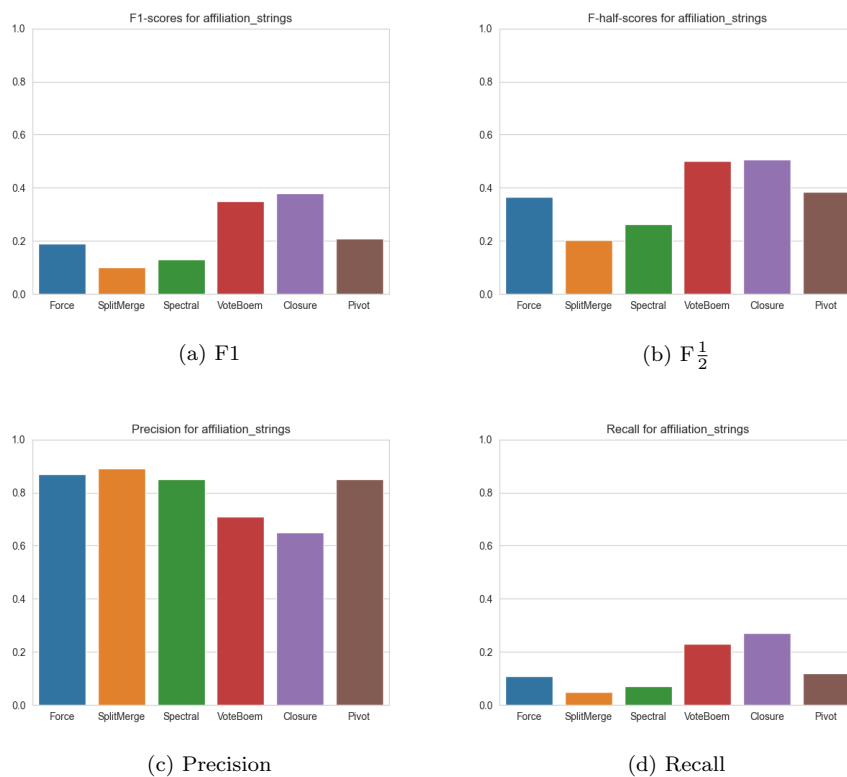 F1-scores for affiliation_strings
1.0
0.8
0.6
0.4
0.2
0.0
Force SplitMerge Spectral VoteBoem Closure Pivot
(a) F1
F-half-scores for affiliation_strings
1.0
0.8
0.6
0.4
0.2
0.0
Force SplitMerge Spectral VoteBoem Closure Pivot
(b) F½
Precision for affiliation_strings
1.0
0.8
0.6
0.4
0.2
0.0
Force SplitMerge Spectral VoteBoem Closure Pivot
(c) Precision
Recall for affiliation_strings
1.0
0.8
0.6
0.4
0.2
0.0
Force SplitMerge Spectral VoteBoem Closure Pivot
(d) Recall